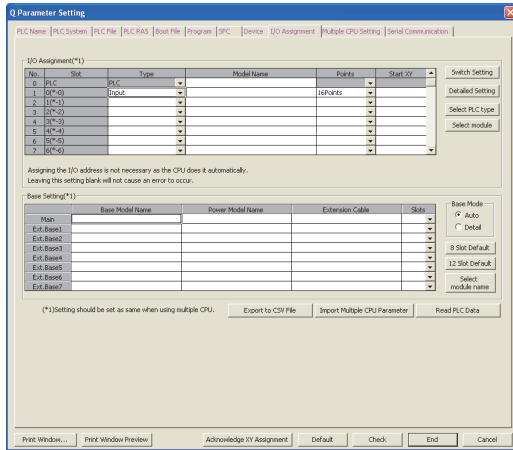 Q Parameter Setting
PLC Name PLC System PLC File PLC RAS Boot File Program SFC Device I/O Assignment Multiple CPU Setting Serial Communication
I/O Assignment(*1)
No. Slot Type Model Name Points Start XY
0 PLC PLC
1 0(*-0) Input 16Points
2 1(*-1)
3 2(*-2)
4 3(*-3)
5 4(*-4)
6 5(*-5)
7 6(*-6)
Switch Setting
Detailed Setting
Select PLC type
Select module
Assigning the I/O address is not necessary as the CPU does it automatically.
Leaving this setting blank will not cause an error to occur.
Base Setting(*1)
Base Model Name Power Model Name Extension Cable Slots
Main
Ext.Base1
Ext.Base2
Ext.Base3
Ext.Base4
Ext.Base5
Ext.Base6
Ext.Base7
Base Mode
Auto
Detail
8 Slot Default
12 Slot Default
Select
module name
(*1)Setting should be set as same when using multiple CPU. Export to CSV File Import Multiple CPU Parameter Read PLC Data
Print Window... Print Window Preview Acknowledge XY Assignment Default Check End Cancel